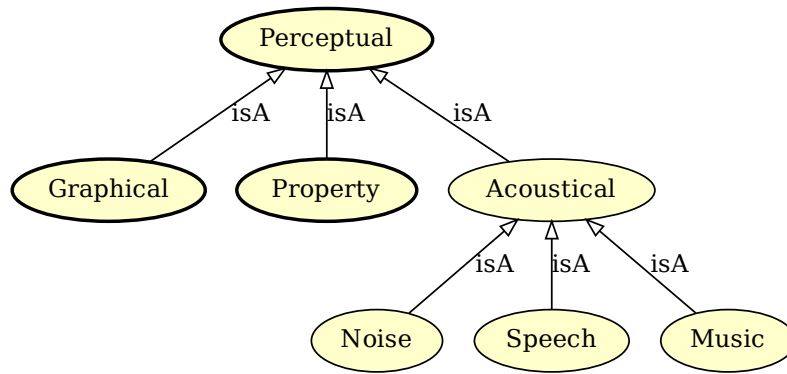 Perceptual
isA isA isA
Graphical Property Acoustical
isA isA isA
Noise Speech Music